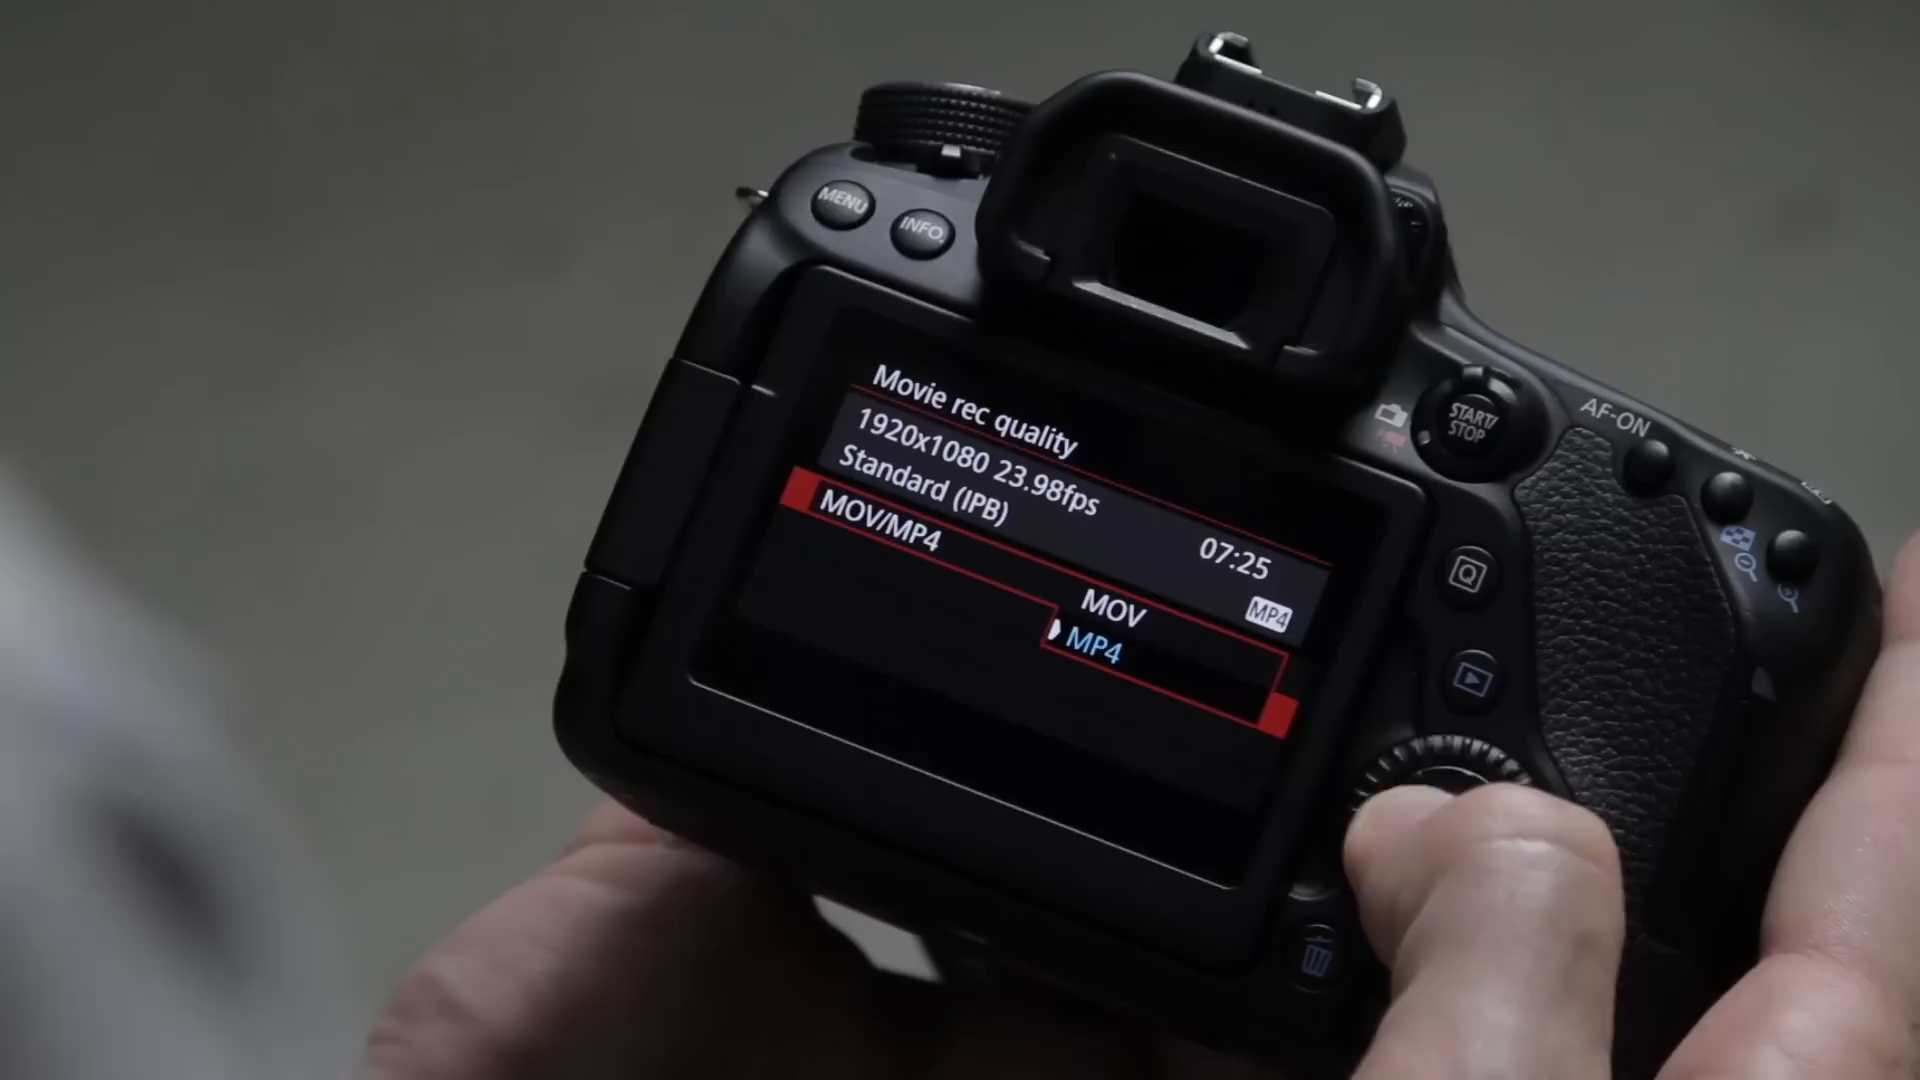 MENU
INFO.
START/
STOP
AF-ON
Movie rec quality
1920x1080 23.98fps
Standard (IPB)
07:25
MOV/MP4
MP4
MOV
MP4
Q